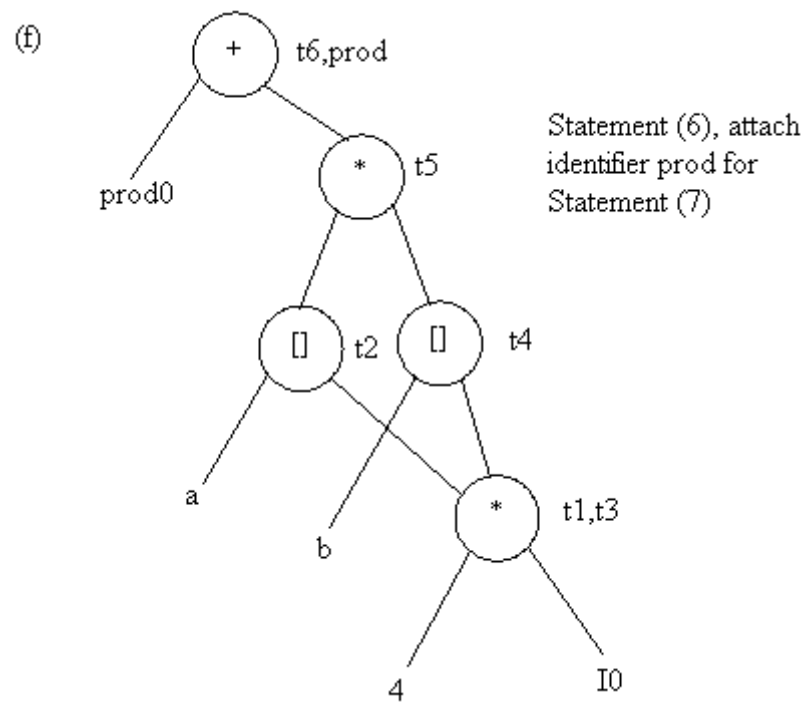 (f)
+
t6,prod
Statement (6), attach
identifier prod for
Statement (7)
*
t5
prod0
[]
t2
[]
t4
a
b
*
t1,t3
4
I0